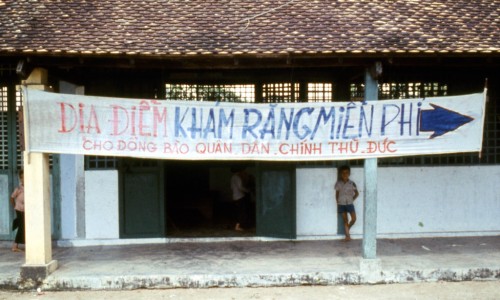 ĐỊA ĐIỂM KHÁM RĂNG MIỄN PHÍ
CHO ĐỒNG BÀO QUÂN DÂN.CHÍNH THỦ.ĐỨC